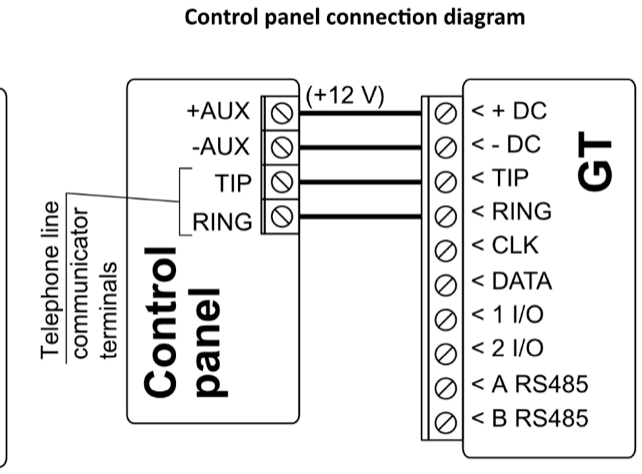 Control panel connection diagram
(+12 V)
+AUX
-AUX
TIP
RING
Telephone line
communicator
terminals
Control
panel
< + DC
< - DC
< TIP
< RING
< CLK
< DATA
< 1 I/O
< 2 I/O
< A RS485
< B RS485
GT